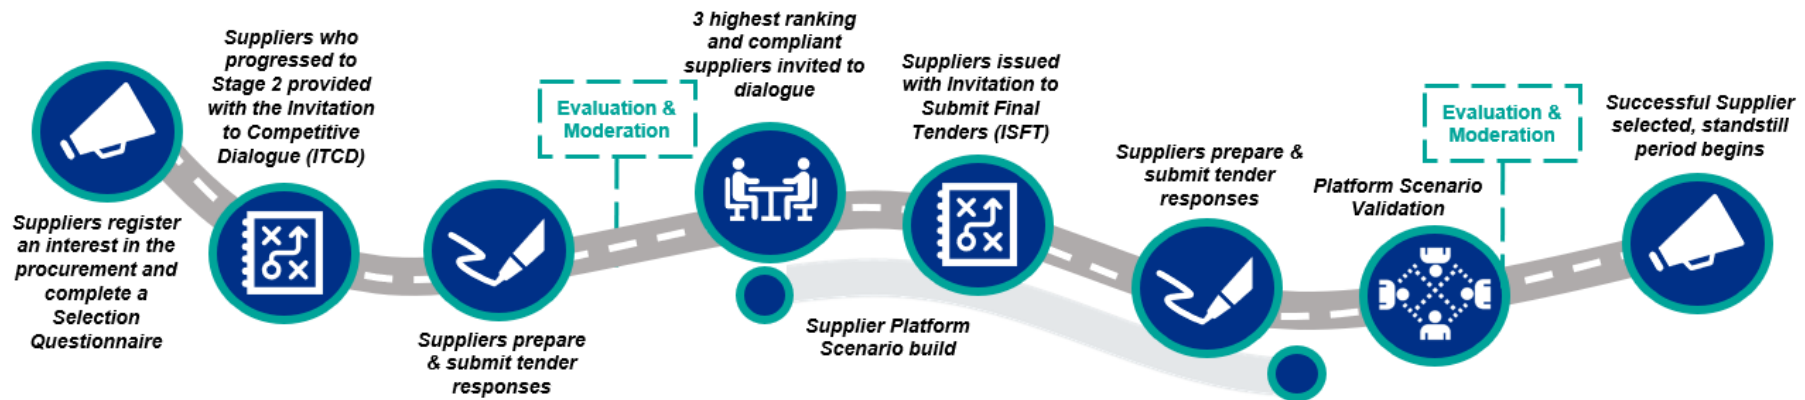 Suppliers register
an interest in the
procurement and
complete a
Selection
Questionnaire
Suppliers who
progressed to
Stage 2 provided
with the Invitation
to Competitive
Dialogue (ITCD)
Suppliers prepare
& submit tender
responses
Evaluation &
Moderation
3 highest ranking
and compliant
suppliers invited to
dialogue
Supplier Platform
Scenario build
Suppliers issued
with Invitation to
Submit Final
Tenders (ISFT)
Suppliers prepare &
submit tender
responses
Platform Scenario
Validation
Evaluation &
Moderation
Successful Supplier
selected, standstill
period begins